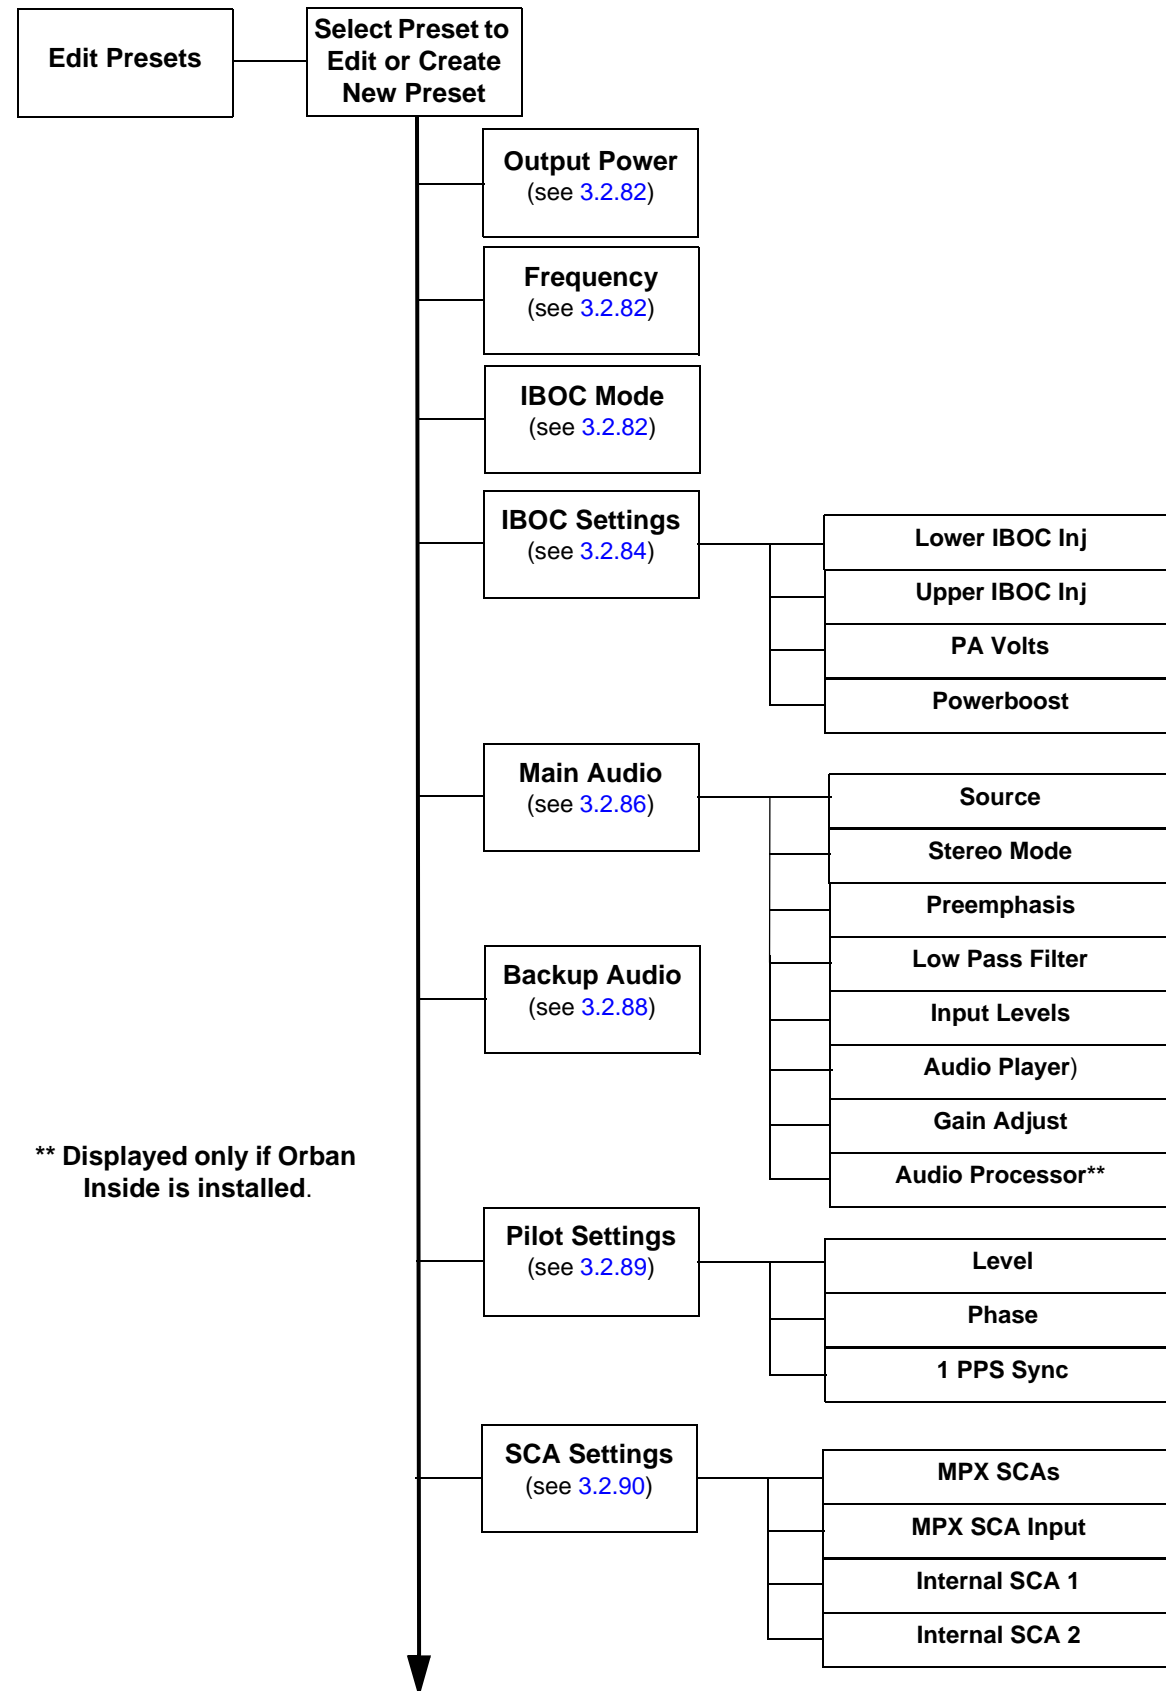 Edit Presets
Select Preset to
Edit or Create
New Preset
Output Power
(see 3.2.82)
Frequency
(see 3.2.82)
IBOC Mode
(see 3.2.82)
IBOC Settings
(see 3.2.84)
Lower IBOC Inj
Upper IBOC Inj
PA Volts
Powerboost
Main Audio
(see 3.2.86)
Source
Stereo Mode
Preemphasis
Low Pass Filter
Input Levels
Audio Player)
Gain Adjust
Audio Processor**
Backup Audio
(see 3.2.88)
** Displayed only if Orban
Inside is installed.
Pilot Settings
(see 3.2.89)
Level
Phase
1 PPS Sync
SCA Settings
(see 3.2.90)
MPX SCAs
MPX SCA Input
Internal SCA 1
Internal SCA 2